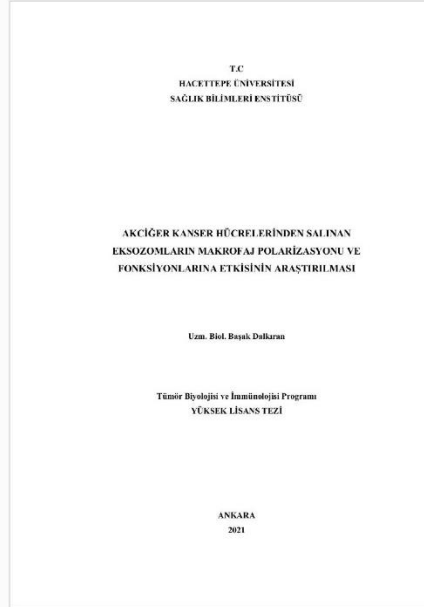 T.C
HACETTEPE ÜNİVERSİTESİ
SAĞLIK BİLİMLERİ ENSTİTÜSÜ
AKCİĞER KANSER HÜCRELERİNDEN SALINAN
EKSOZOMLARIN MAKROFAJ POLARİZASYONU VE
FONKSİYONLARINA ETKİSİNİN ARAŞTIRILMASI
Uzm. Biol. Başak Dalkıran
Tümör Biyolojisi ve İmmünolojisi Programı
YÜKSEK LİSANS TEZİ
ANKARA
2021